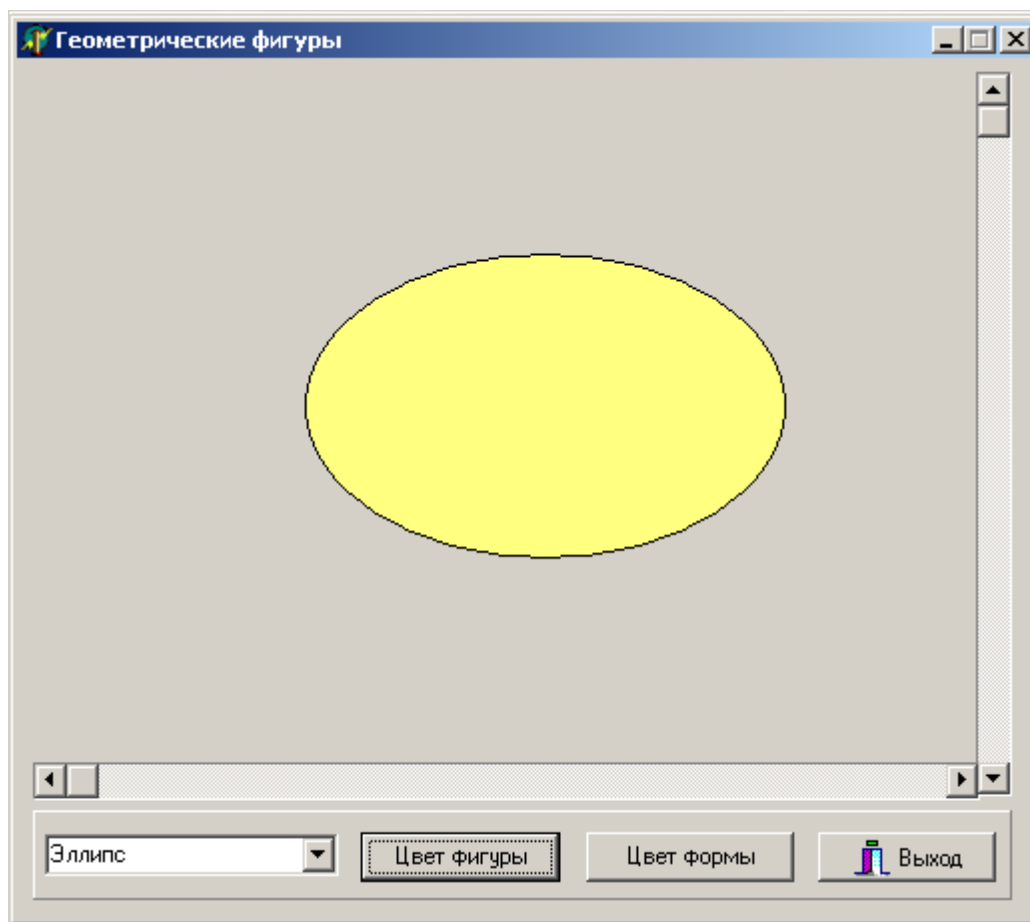 Геометрические фигуры
Эллипс
Цвет фигуры
Цвет формы
Выход